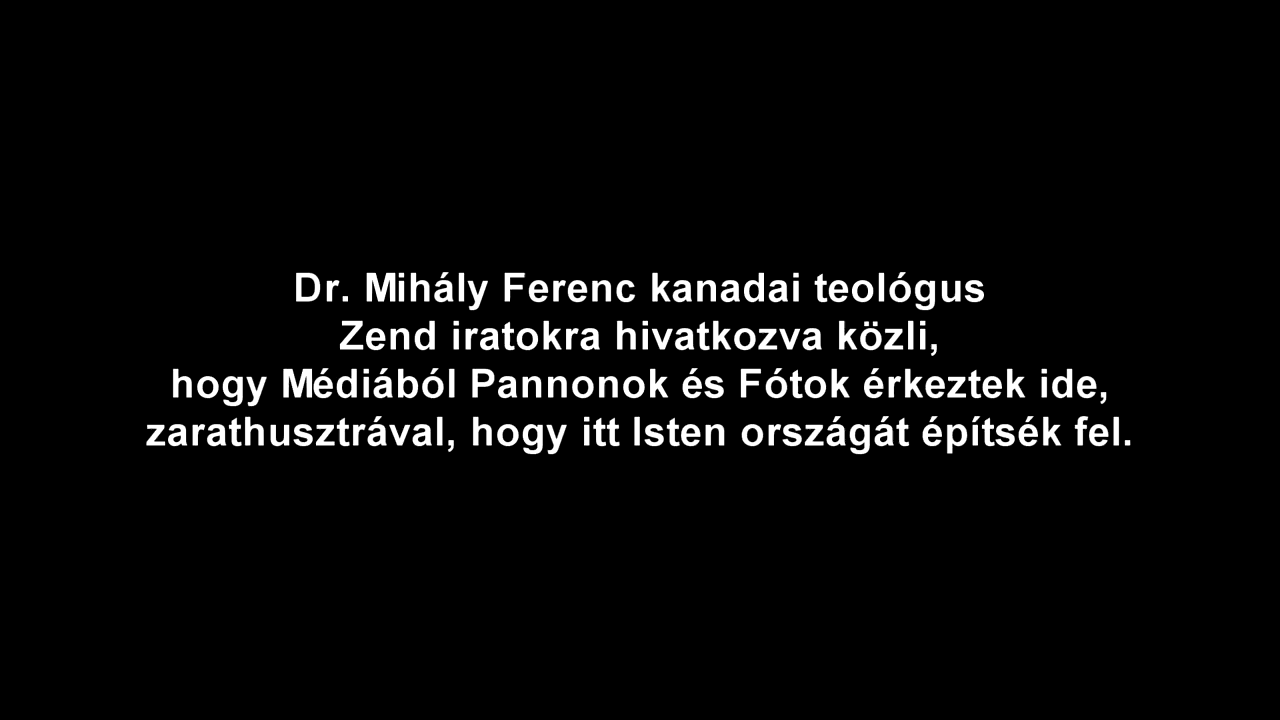 Dr. Mihály Ferenc kanadai teológus
Zend iratokra hivatkozva közli,
hogy Médiából Pannonok és Fótok érkeztek ide,
zarathusztrával, hogy itt Isten országát építsék fel.